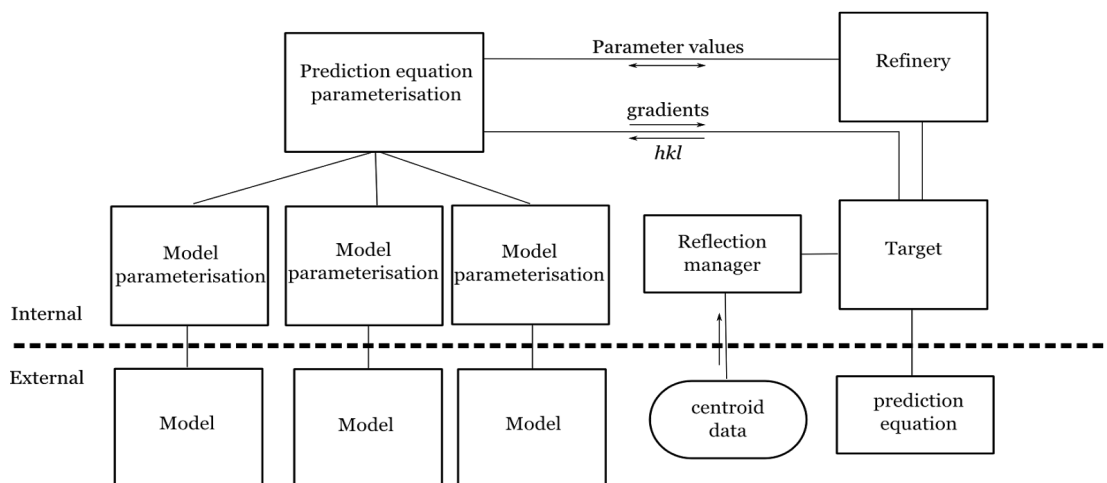 Prediction equation
parameterisation
Parameter values
Refinery
gradients
hkl
Model
parameterisation
Model
parameterisation
Model
parameterisation
Reflection
manager
Target
Internal
External
Model
Model
Model
centroid
data
prediction
equation